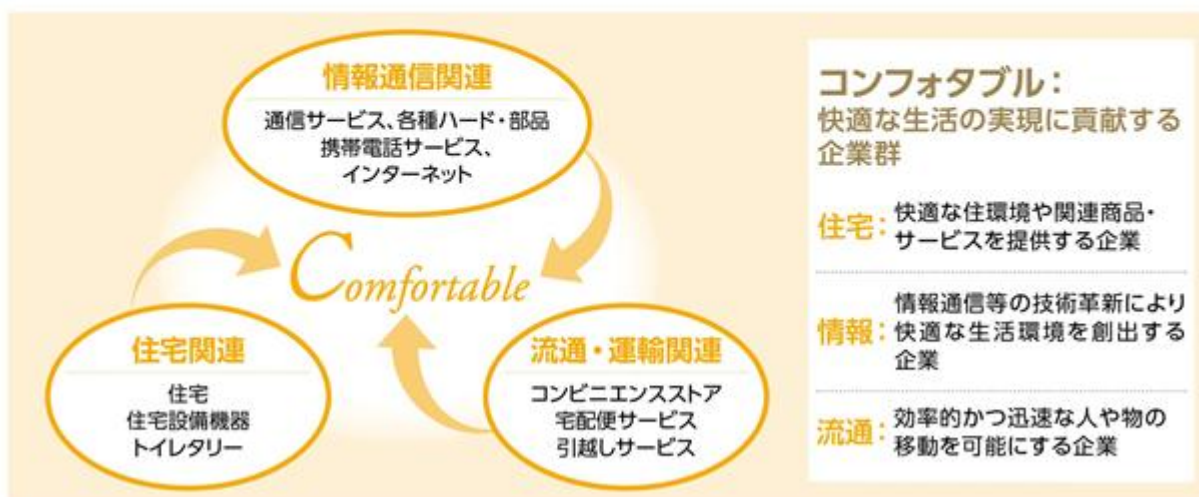 情報通信関連
通信サービス、各種ハード・部品
携帯電話サービス、
インターネット
Comfortable
住宅関連
住宅
住宅設備機器
トイレタリー
流通・運輸関連
コンビニエンスストア
宅配便サービス
引越しサービス
コンフォタブル：
快適な生活の実現に貢献する
企業群
住宅：快適な住環境や関連商品・
サービスを提供する企業
情報通信等の技術革新により
情報：快適な生活環境を創出する
企業
流通：効率的かつ迅速な人や物の
移動を可能にする企業